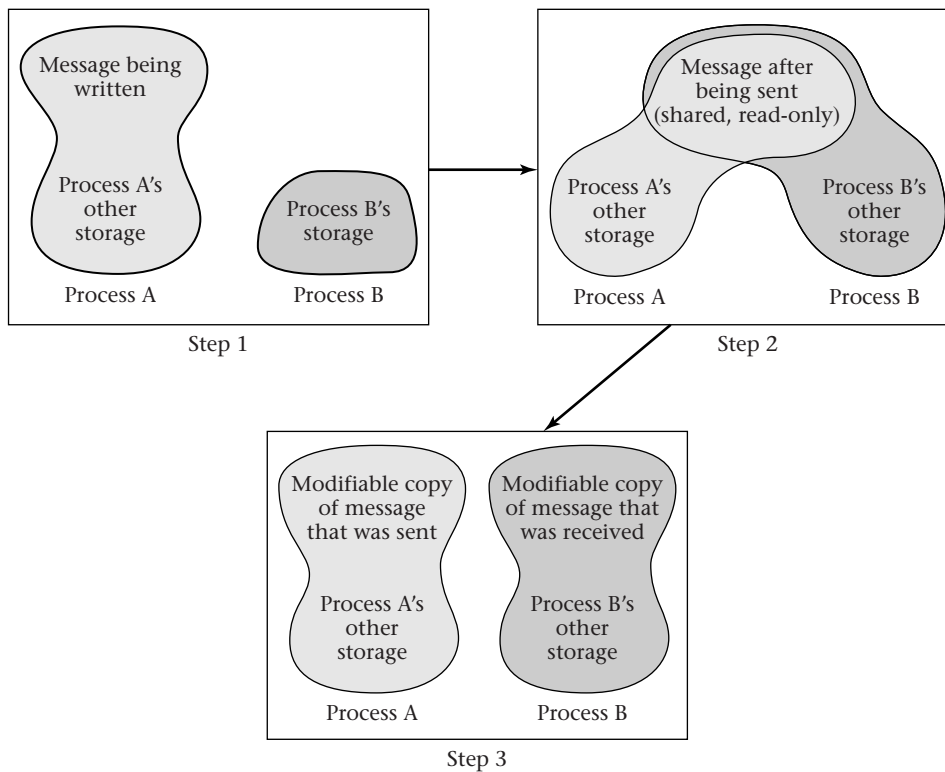 Message being
written
Process A's
other
storage
Process B's
storage
Process A
Process B
Step 1
Message after
being sent
(shared, read-only)
Process A's
other
storage
Process B's
other
storage
Process A
Process B
Step 2
Modifiable copy
of message
that was sent
Process A's
other
storage
Modifiable copy
of message that
was received
Process B's
other
storage
Process A
Process B
Step 3